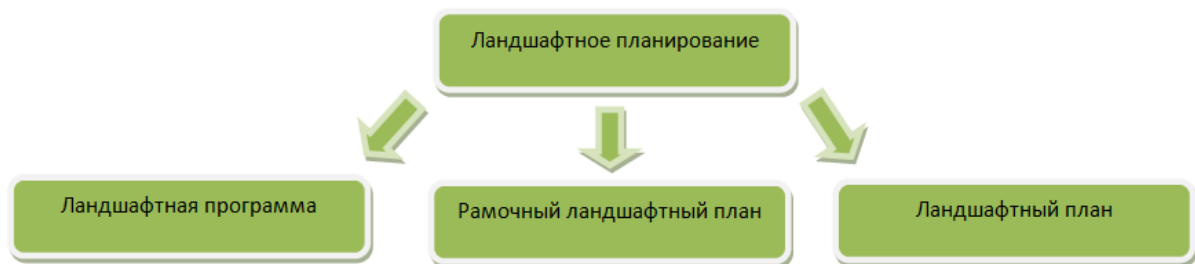 Ландшафтное планирование
Ландшафтная программа
Рамочный ландшафтный план
Ландшафтный план